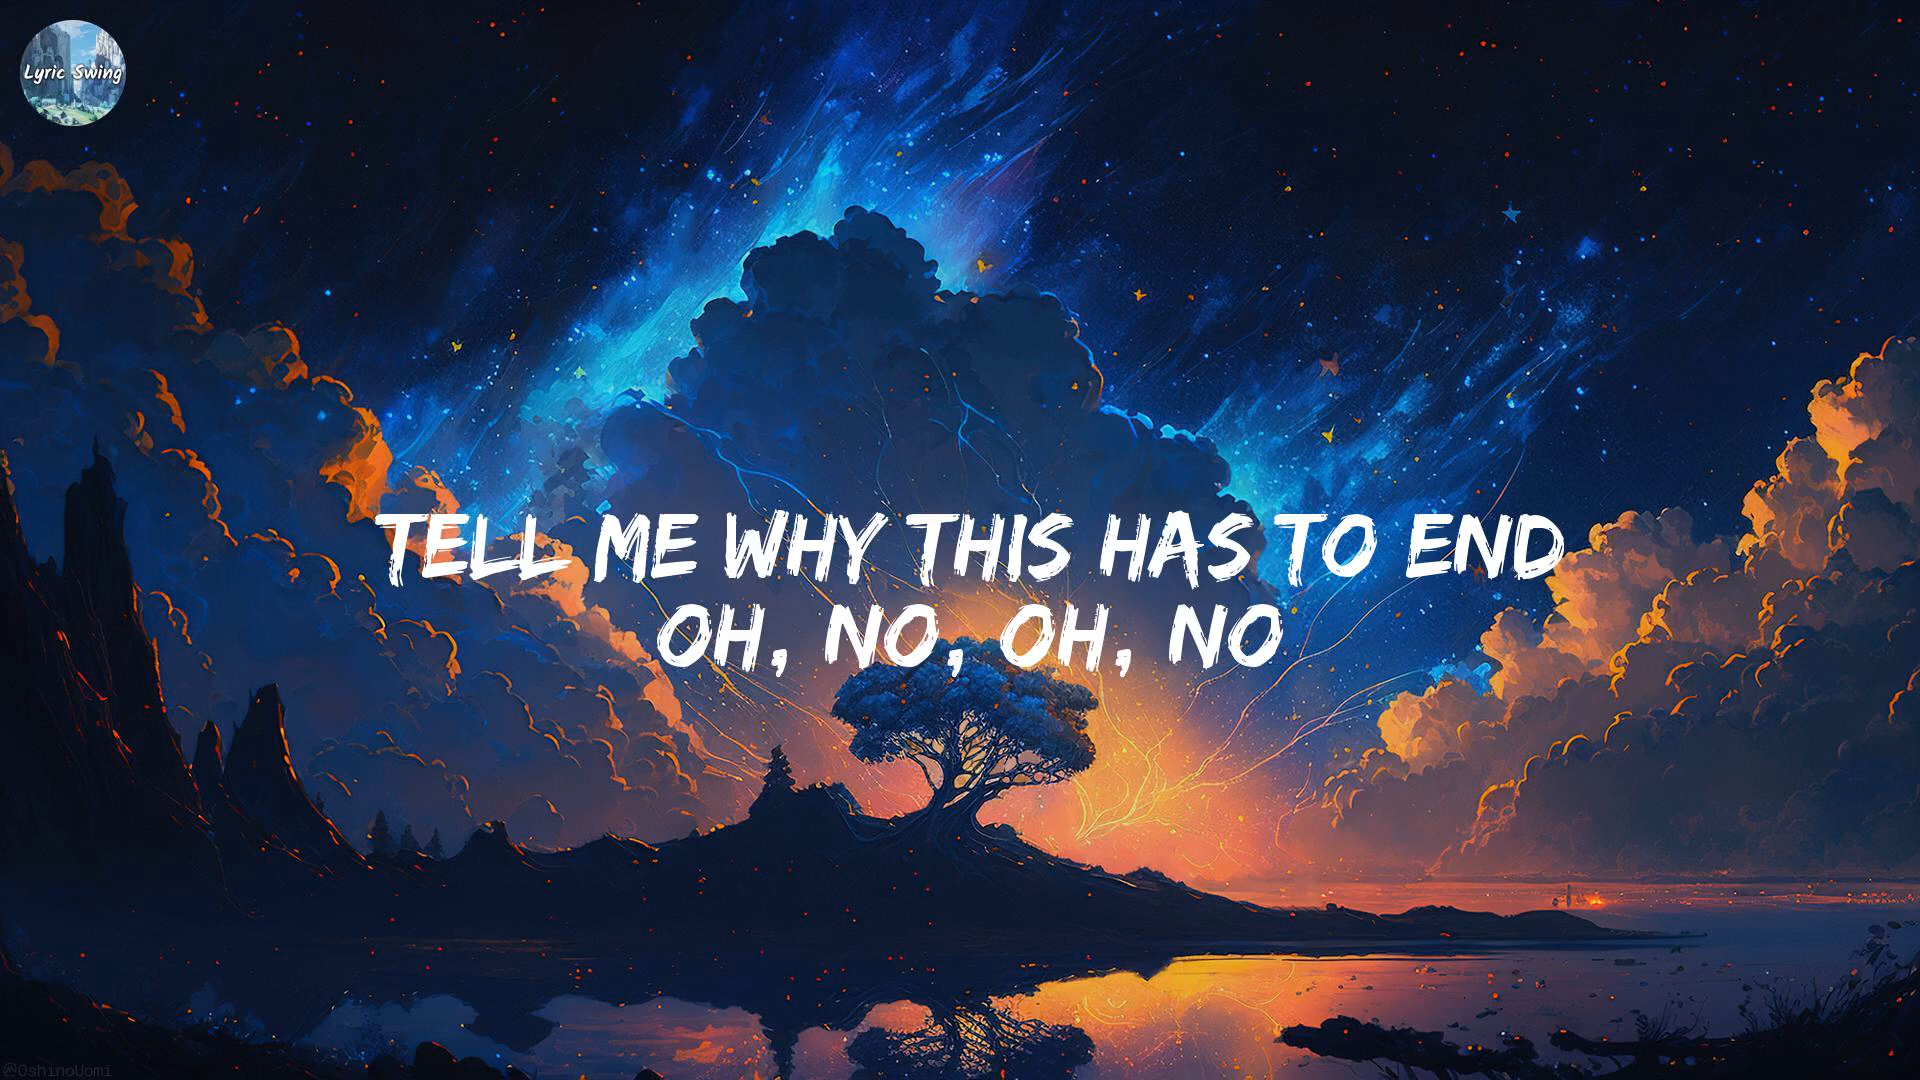 Lyric Swing
TELL ME WHY THIS HAS TO END
OH, NO, OH, NO
@OshinoUomi